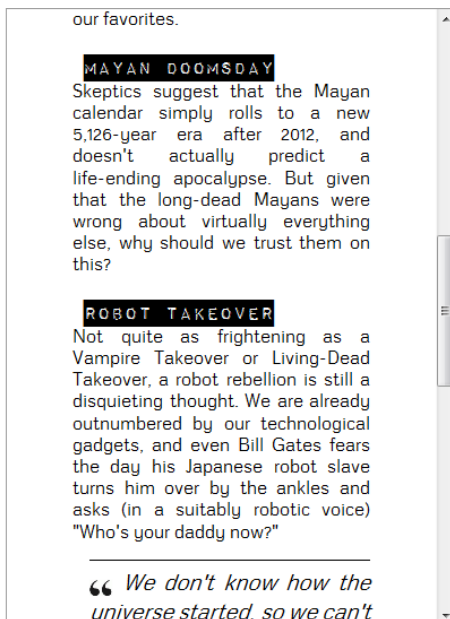 our favorites.
MAYAN DOOMSDAY
Skeptics suggest that the Mayan
calendar simply rolls to a new
5,126-year era after 2012, and
doesn't actually predict a
life-ending apocalypse. But given
that the long-dead Mayans were
wrong about virtually everything
else, why should we trust them on
this?
ROBOT TAKEOVER
Not quite as frightening as a
Vampire Takeover or Living-Dead
Takeover, a robot rebellion is still a
disquieting thought. We are already
outnumbered by our technological
gadgets, and even Bill Gates fears
the day his Japanese robot slave
turns him over by the ankles and
asks (in a suitably robotic voice)
"Who's your daddy now?"
“ We don't know how the
universe started, so we can't